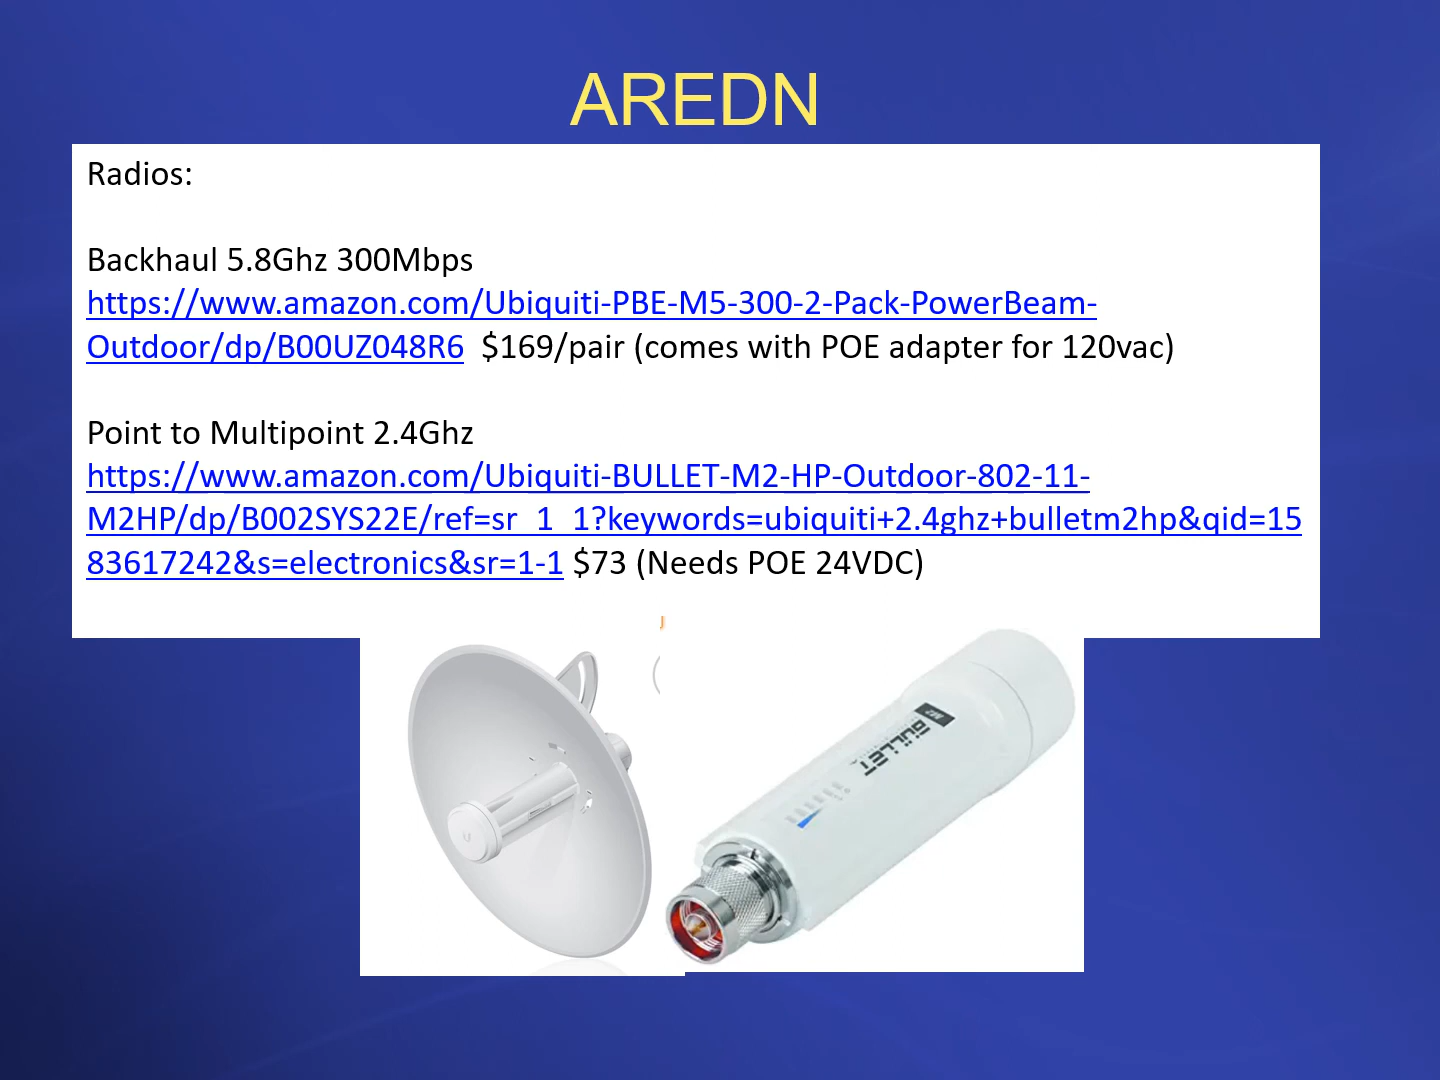 AREDN
Radios:
Backhaul 5.8Ghz 300Mbps
https://www.amazon.com/Ubiquiti-PBE-M5-300-2-Pack-PowerBeam-
Outdoor/dp/B00UZ048R6 $169/pair (comes with POE adapter for 120vac)
Point to Multipoint 2.4Ghz
https://www.amazon.com/Ubiquiti-BULLET-M2-HP-Outdoor-802-11-
M2HP/dp/B002SYS22E/ref=sr_1_1?keywords=ubiquiti+2.4ghz+bulletm2hp&qid=15
83617242&s=electronics&sr=1-1 $73 (Needs POE 24VDC)
M2
BULLET